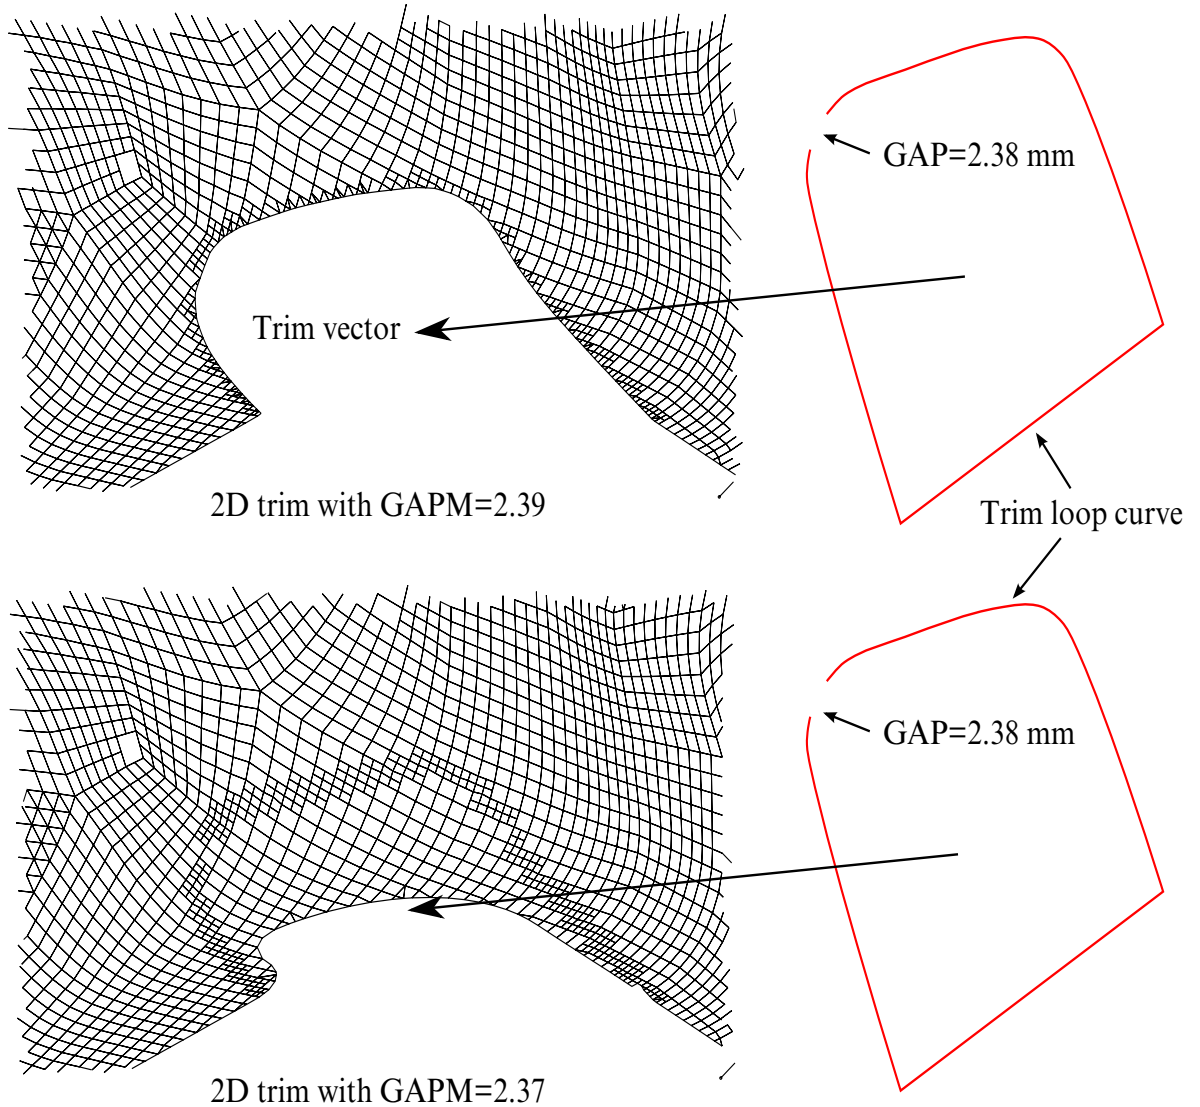 GAP=2.38 mm
Trim vector
2D trim with GAPM=2.39
Trim loop curve
GAP=2.38 mm
2D trim with GAPM=2.37